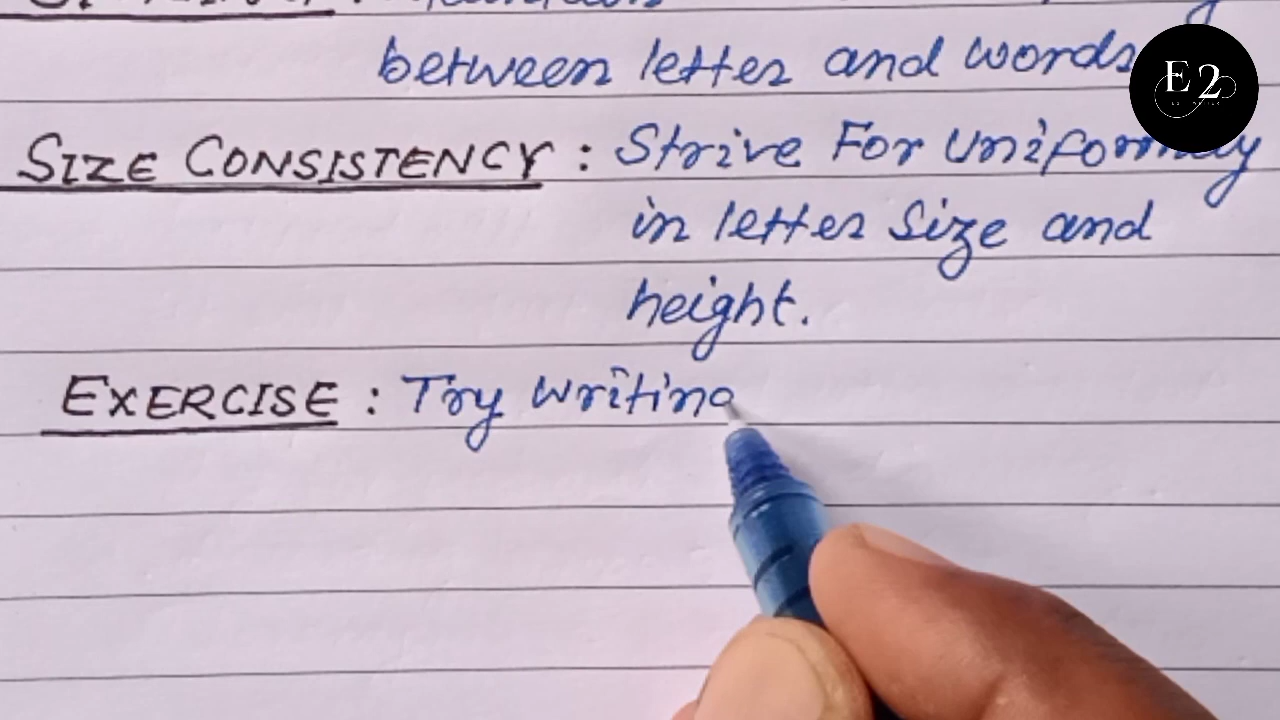 between letter and words
SIZE CONSISTENCY : Strive For Uniformity
in letter Size and
height.
EXERCISE : Try writing
E2